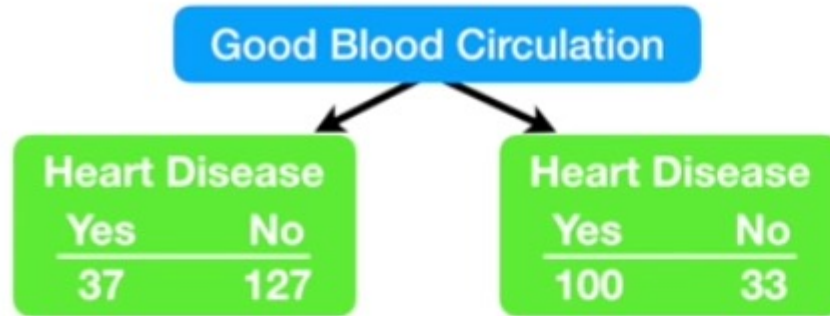 Good Blood Circulation
Heart Disease
Yes No
37 127
Heart Disease
Yes No
100 33